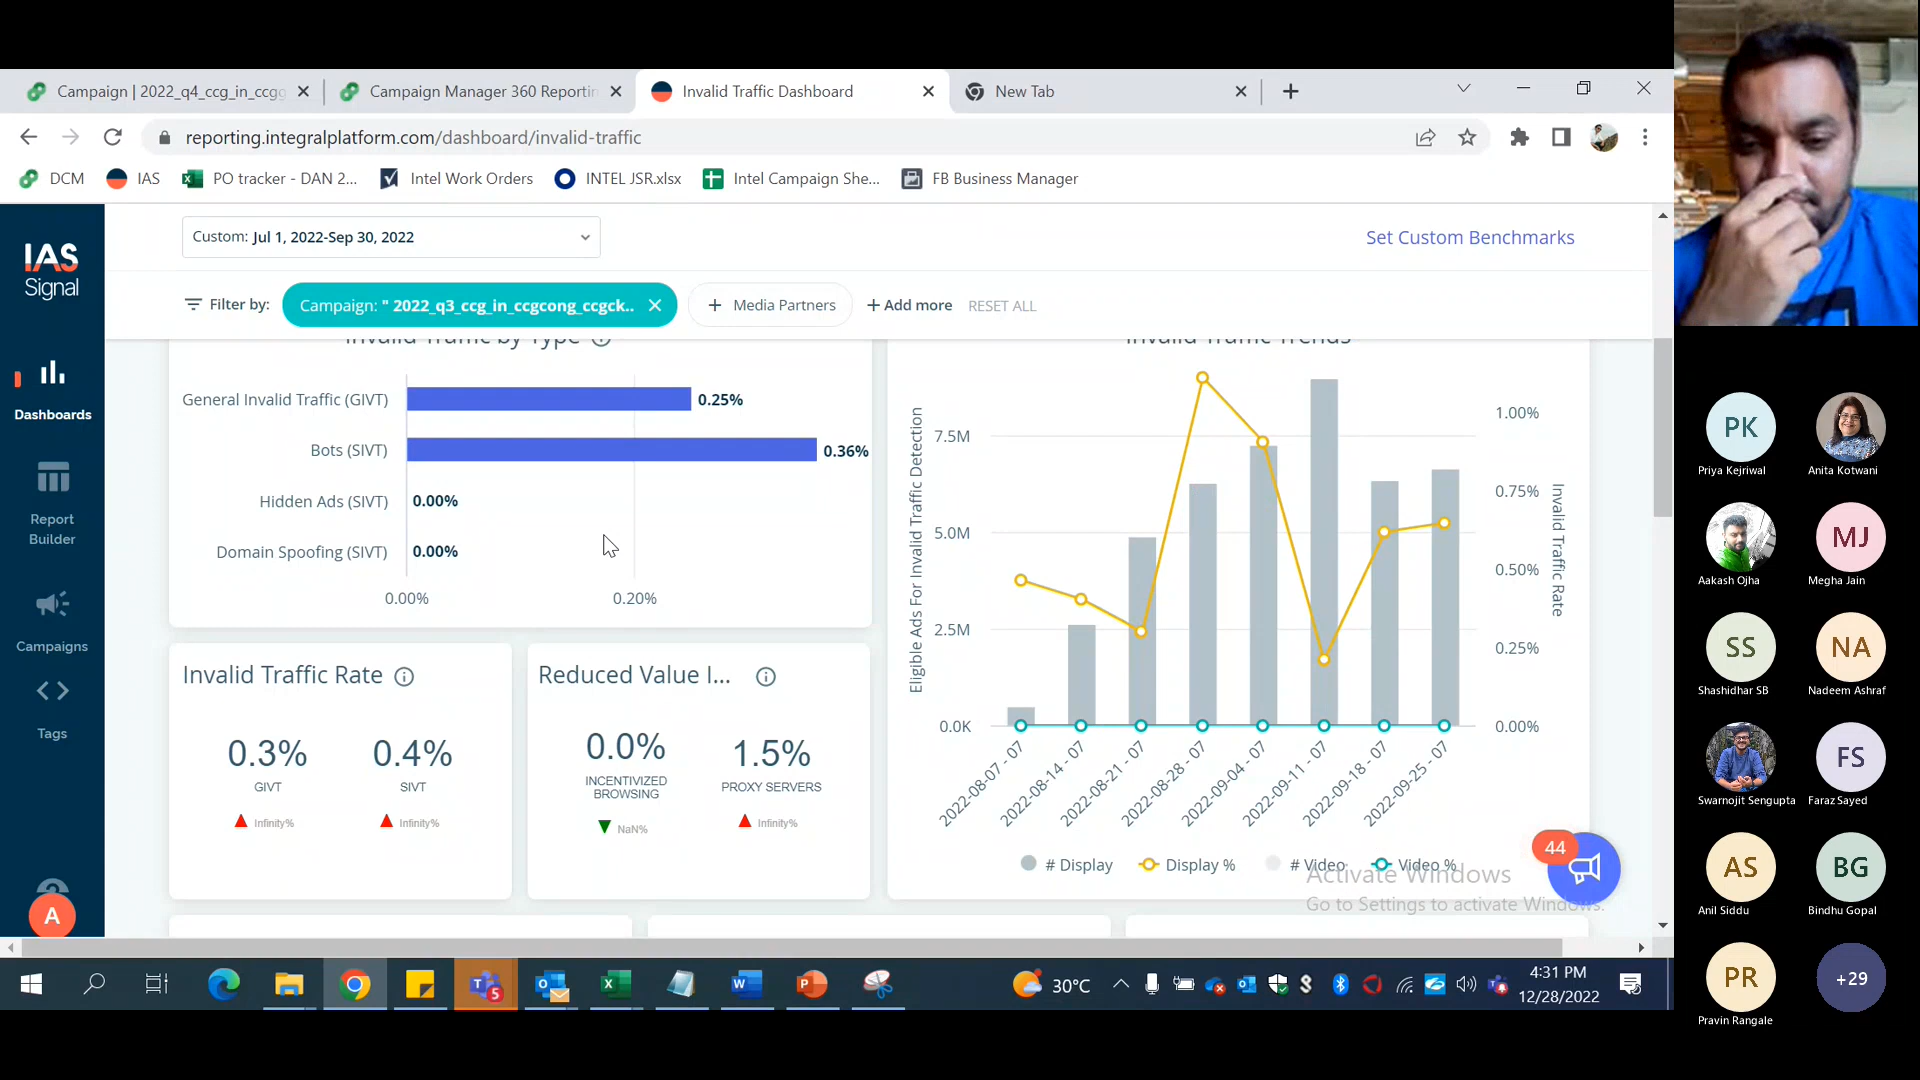 Campaign | 2022_q4_ccg_in_ccgg
Campaign Manager 360 Reportin
Invalid Traffic Dashboard
New Tab
reporting.integralplatform.com/dashboard/invalid-traffic
DCM
IAS
PO tracker - DAN 2...
Intel Work Orders
INTEL JSR.xlsx
Intel Campaign She...
FB Business Manager
IAS
Signal
Dashboards
Report
Builder
Campaigns
Tags
A
Custom: Jul 1, 2022-Sep 30, 2022
Set Custom Benchmarks
Filter by:
Campaign: " 2022_q3_ccg_in_ccgcong_ccgck..
+ Media Partners
+ Add more
RESET ALL
Invalid Traffic by Type
General Invalid Traffic (GIVT)
0.25%
Bots (SIVT)
0.36%
Hidden Ads (SIVT)
0.00%
Domain Spoofing (SIVT)
0.00%
0.00%
0.20%
Invalid Traffic Rate
0.3%
GIVT
Infinity%
0.4%
SIVT
Infinity%
Reduced Value I...
0.0%
INCENTIVIZED
BROWSING
NaN%
1.5%
PROXY SERVERS
Infinity%
Invalid Traffic Trends
Eligible Ads For Invalid Traffic Detection
7.5M
5.0M
2.5M
0.0K
1.00%
0.75%
0.50%
0.25%
0.00%
Invalid Traffic Rate
2022-08-07 - 07
2022-08-14 - 07
2022-08-21 - 07
2022-08-28 - 07
2022-09-04 - 07
2022-09-11 - 07
2022-09-18 - 07
2022-09-25 - 07
# Display
Display %
# Video
Video %
44
Activate Windows
Go to Settings to activate Windows.
5
30°C
4:31 PM
12/28/2022
PK
Priya Kejriwal
Anita Kotwani
Aakash Ojha
MJ
Megha Jain
SS
Shashidhar SB
NA
Nadeem Ashraf
Swarnojit Sengupta
FS
Faraz Sayed
AS
Anil Siddu
BG
Bindhu Gopal
PR
Pravin Rangale
+29